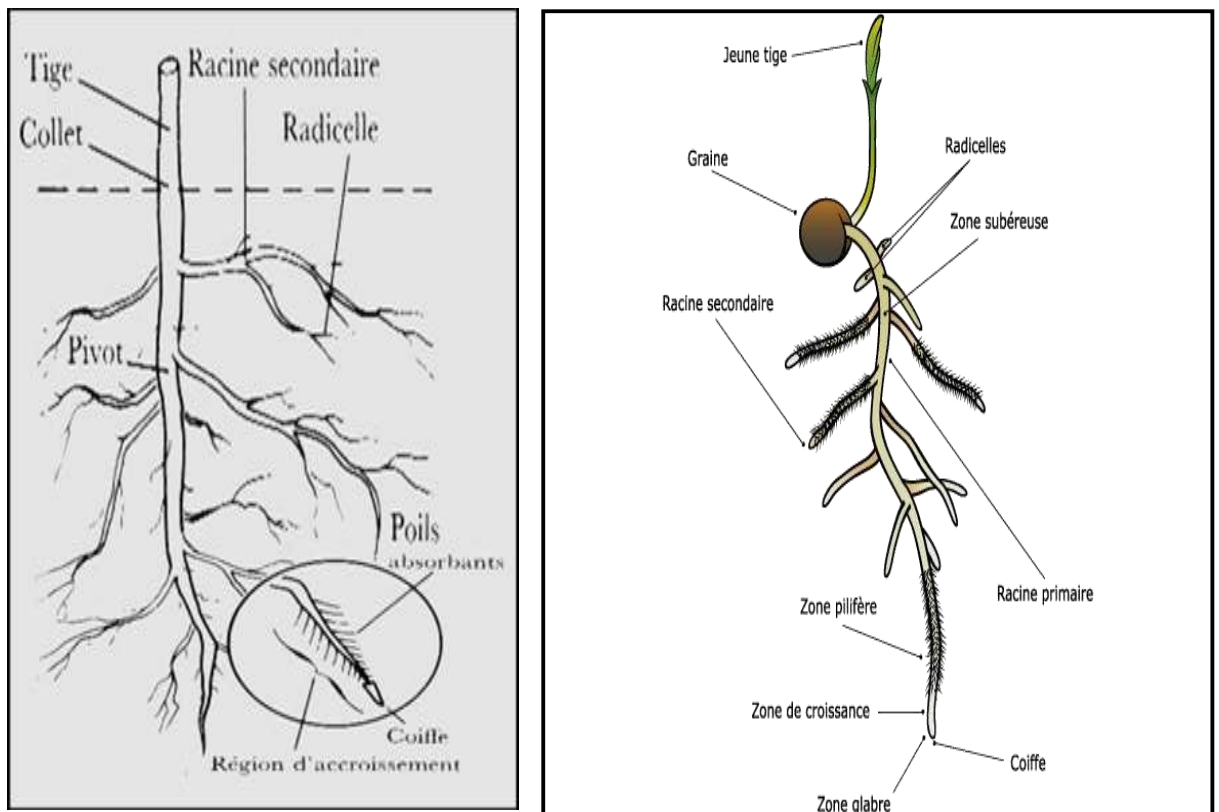 Tige
Racine secondaire
Collet
Radicelle
Pivot
Poils
absorbants
Coiffe
Région d'accroissement
Jeune tige
Graine
Radicelles
Zone subéreuse
Racine secondaire
Racine primaire
Zone pilifère
Zone de croissance
Coiffe
Zone glabre